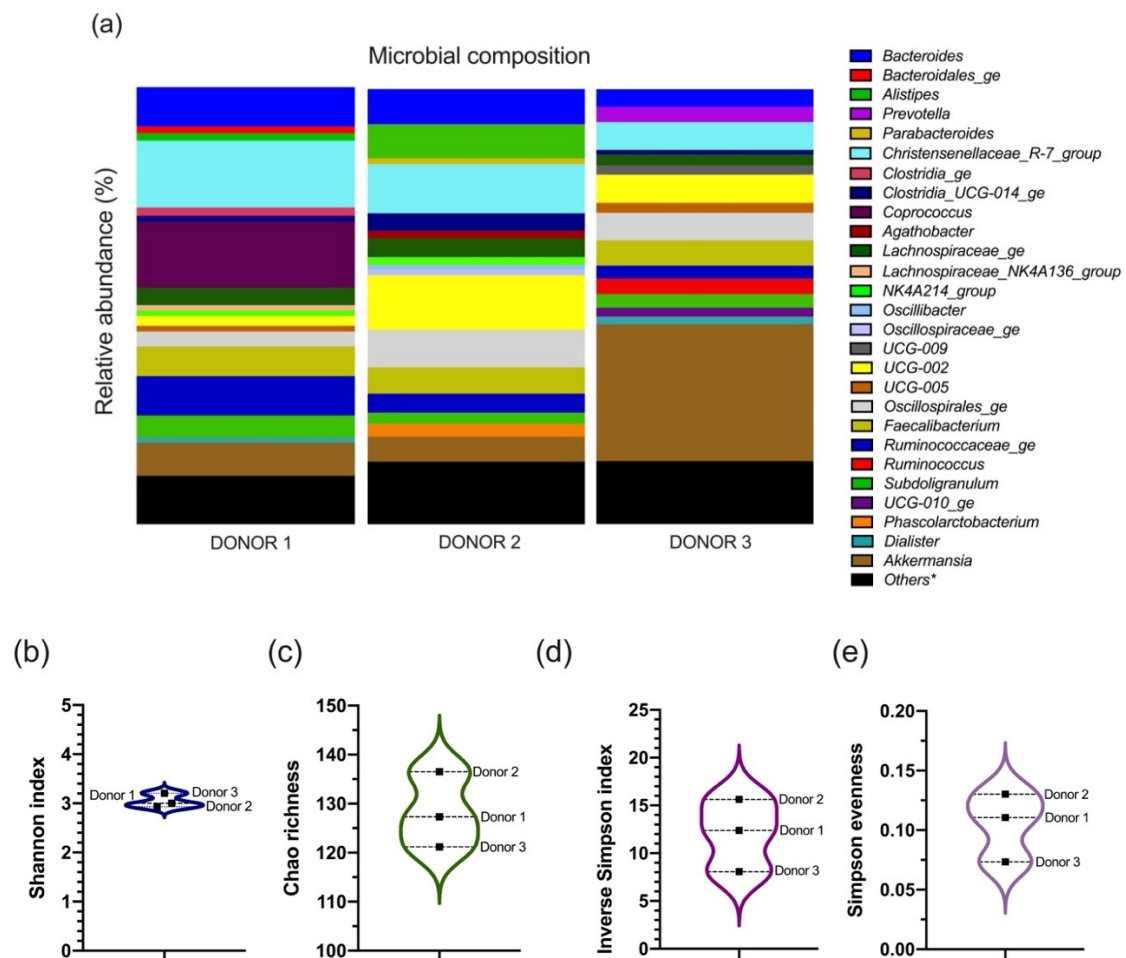 (a)
Microbial composition
Relative abundance (%)
DONOR 1
DONOR 2
DONOR 3
Bacteroides
Bacteroidales_ge
Alistipes
Prevotella
Parabacteroides
Christensenellaceae_R-7_group
Clostridia_ge
Clostridia_UCG-014_ge
Coprococcus
Agathobacter
Lachnospiraceae_ge
Lachnospiraceae_NK4A136_group
NK4A214_group
Oscillibacter
Oscillospiraceae_ge
UCG-009
UCG-002
UCG-005
Oscillospirales_ge
Faecalibacterium
Ruminococcaceae_ge
Ruminococcus
Subdoligranulum
UCG-010_ge
Phascolarctobacterium
Dialister
Akkermansia
Others*
(b)
Shannon index
5
4
3
2
1
0
Donor 1
Donor 3
Donor 2
(c)
Chao richness
150
140
130
120
110
100
Donor 2
Donor 1
Donor 3
(d)
Inverse Simpson index
25
20
15
10
5
0
Donor 2
Donor 1
Donor 3
(e)
Simpson evenness
0.20
0.15
0.10
0.05
0.00
Donor 2
Donor 1
Donor 3